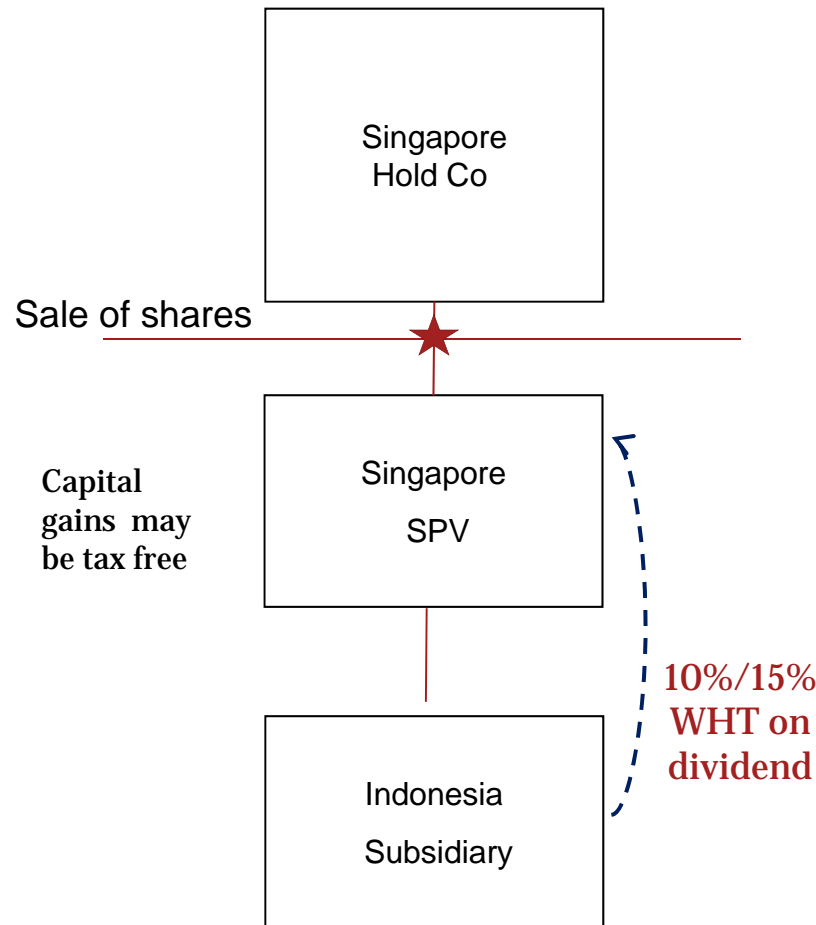 Singapore
Hold Co
Sale of shares
Capital
gains may
be tax free
Singapore
SPV
10%/15%
WHT on
dividend
Indonesia
Subsidiary